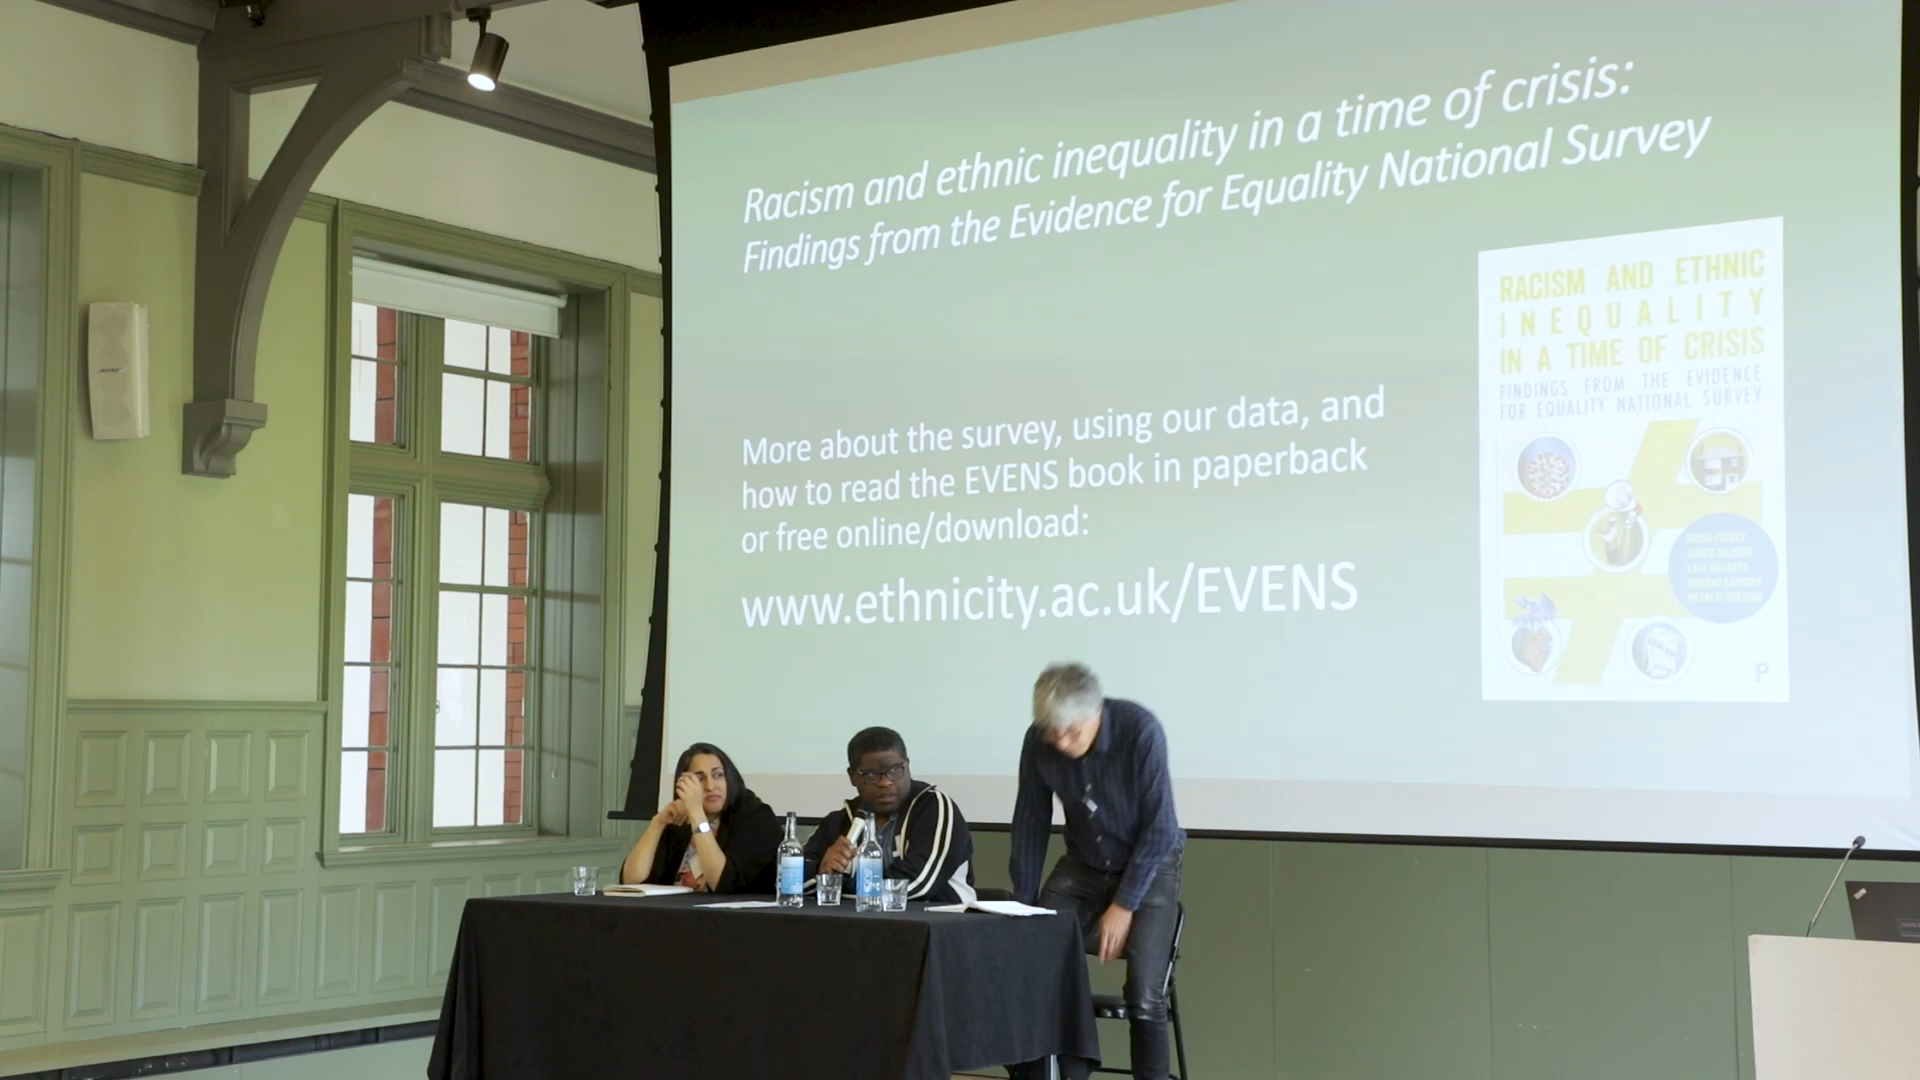 Racism and ethnic inequality in a time of crisis:
Findings from the Evidence for Equality National Survey
More about the survey, using our data, and
how to read the EVENS book in paperback
or free online/download:
www.ethnicity.ac.uk/EVENS
RACISM AND ETHNIC
INEQUALITY
IN A TIME OF CRISIS
FINDINGS FROM THE EVIDENCE
FOR EQUALITY NATIONAL SURVEY
P
BOSE